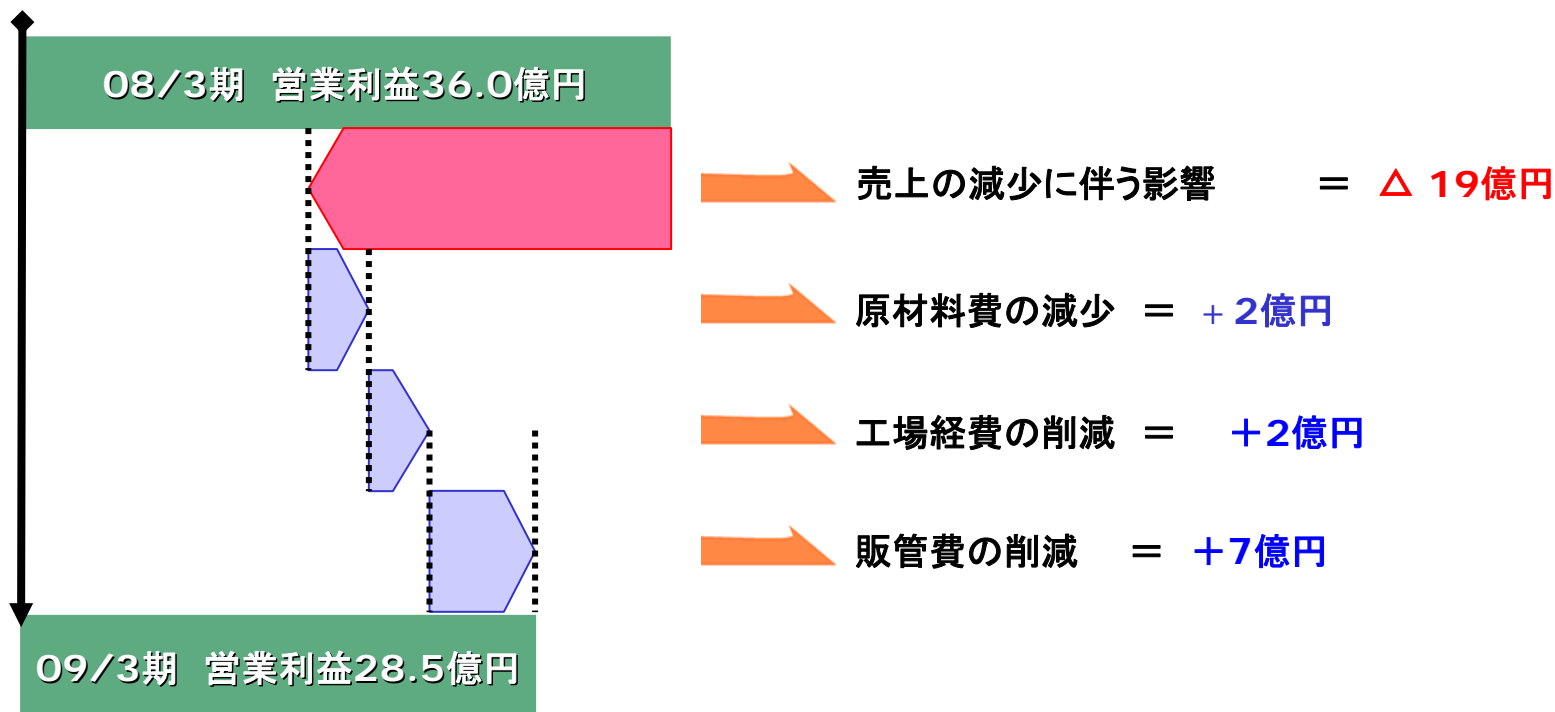 08/3期 営業利益36.0億円
売上の減少に伴う影響 = △ 19億円
原材料費の減少 = + 2億円
工場経費の削減 = +2億円
販管費の削減 = +7億円
09/3期 営業利益28.5億円